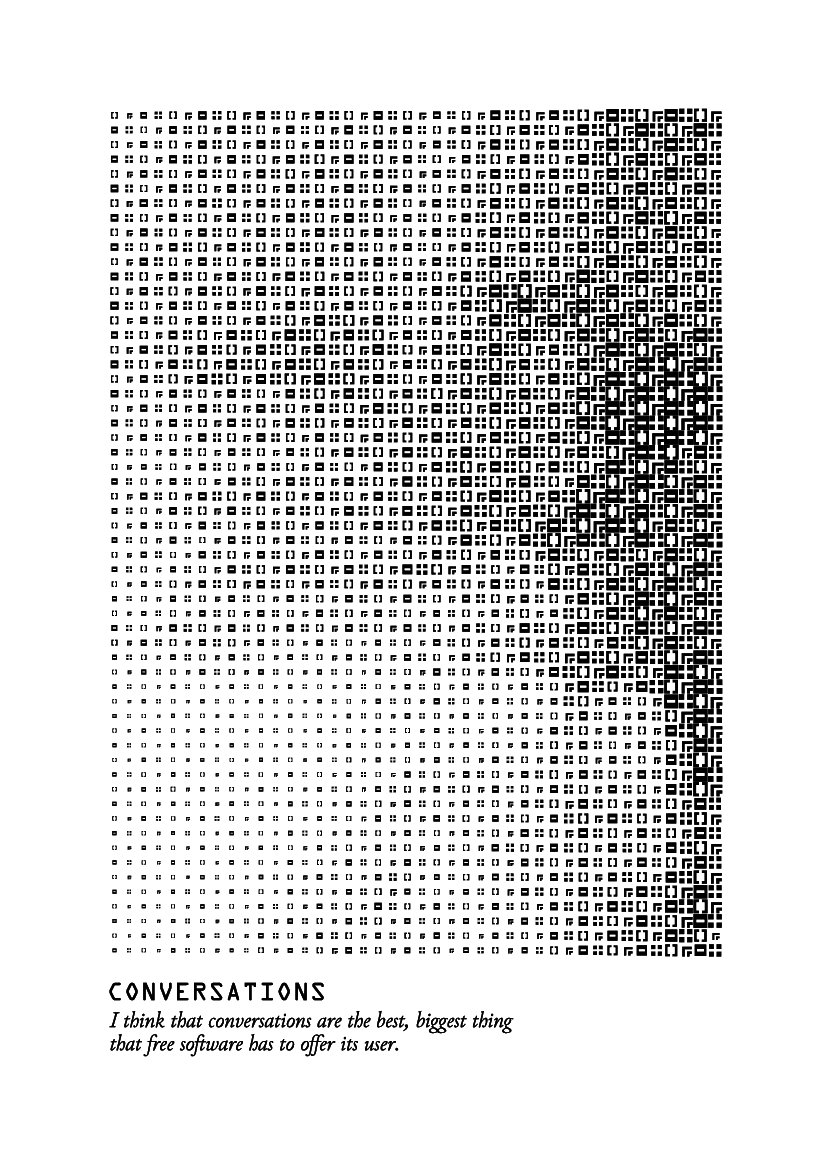 CONVERSATIONS
I think that conversations are the best, biggest thing
that free software has to offer its user.